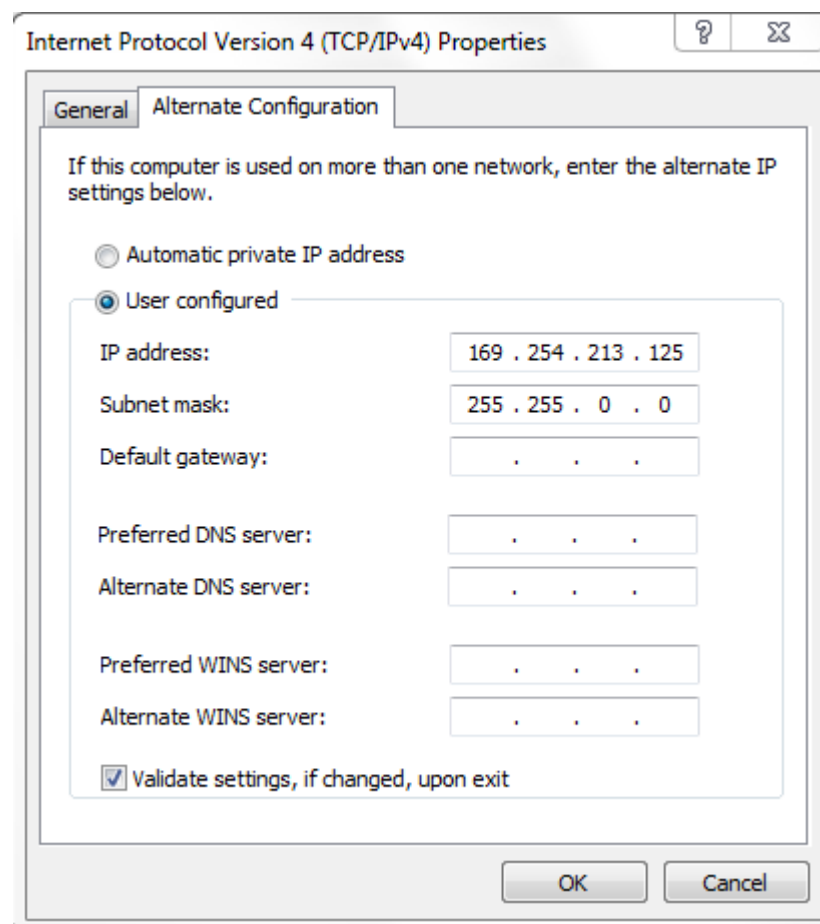 Internet Protocol Version 4 (TCP/IPv4) Properties
General
Alternate Configuration
If this computer is used on more than one network, enter the alternate IP
settings below.
Automatic private IP address
User configured
IP address: 169 . 254 . 213 . 125
Subnet mask: 255 . 255 . 0 . 0
Default gateway: . . .
Preferred DNS server: . . .
Alternate DNS server: . . .
Preferred WINS server: . . .
Alternate WINS server: . . .
Validate settings, if changed, upon exit
OK Cancel